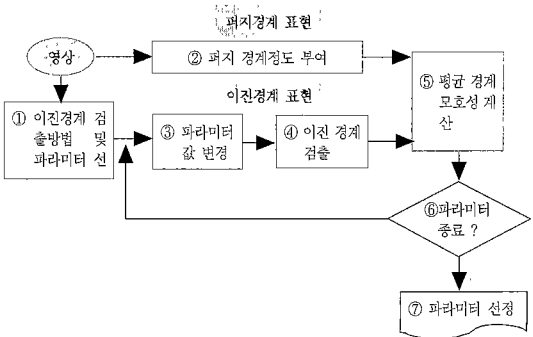 퍼지경계 표현
영상
② 퍼지 경계정도 부여
⑤ 평균 경계
모호성 계
산
이진경계 표현
① 이진경계 검
출방법 및
파라미터 선
③ 파라미터
값 변경
④ 이진 경계
검출
⑥파라미터
종료 ?
⑦ 파라미터 선정